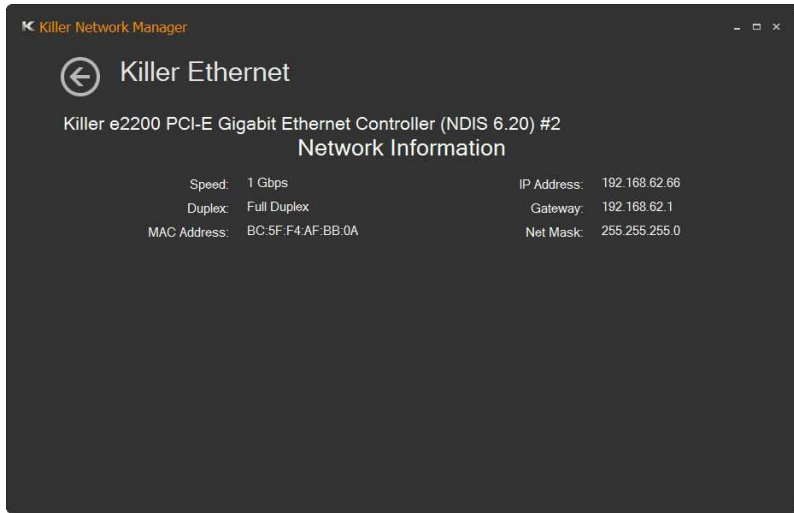 Killer Network Manager
Killer Ethernet
Killer e2200 PCI-E Gigabit Ethernet Controller (NDIS 6.20) #2
Network Information
Speed: 1 Gbps IP Address: 192.168.62.66
Duplex: Full Duplex Gateway: 192.168.62.1
MAC Address: BC:5F:F4:AF:BB:0A Net Mask: 255.255.255.0